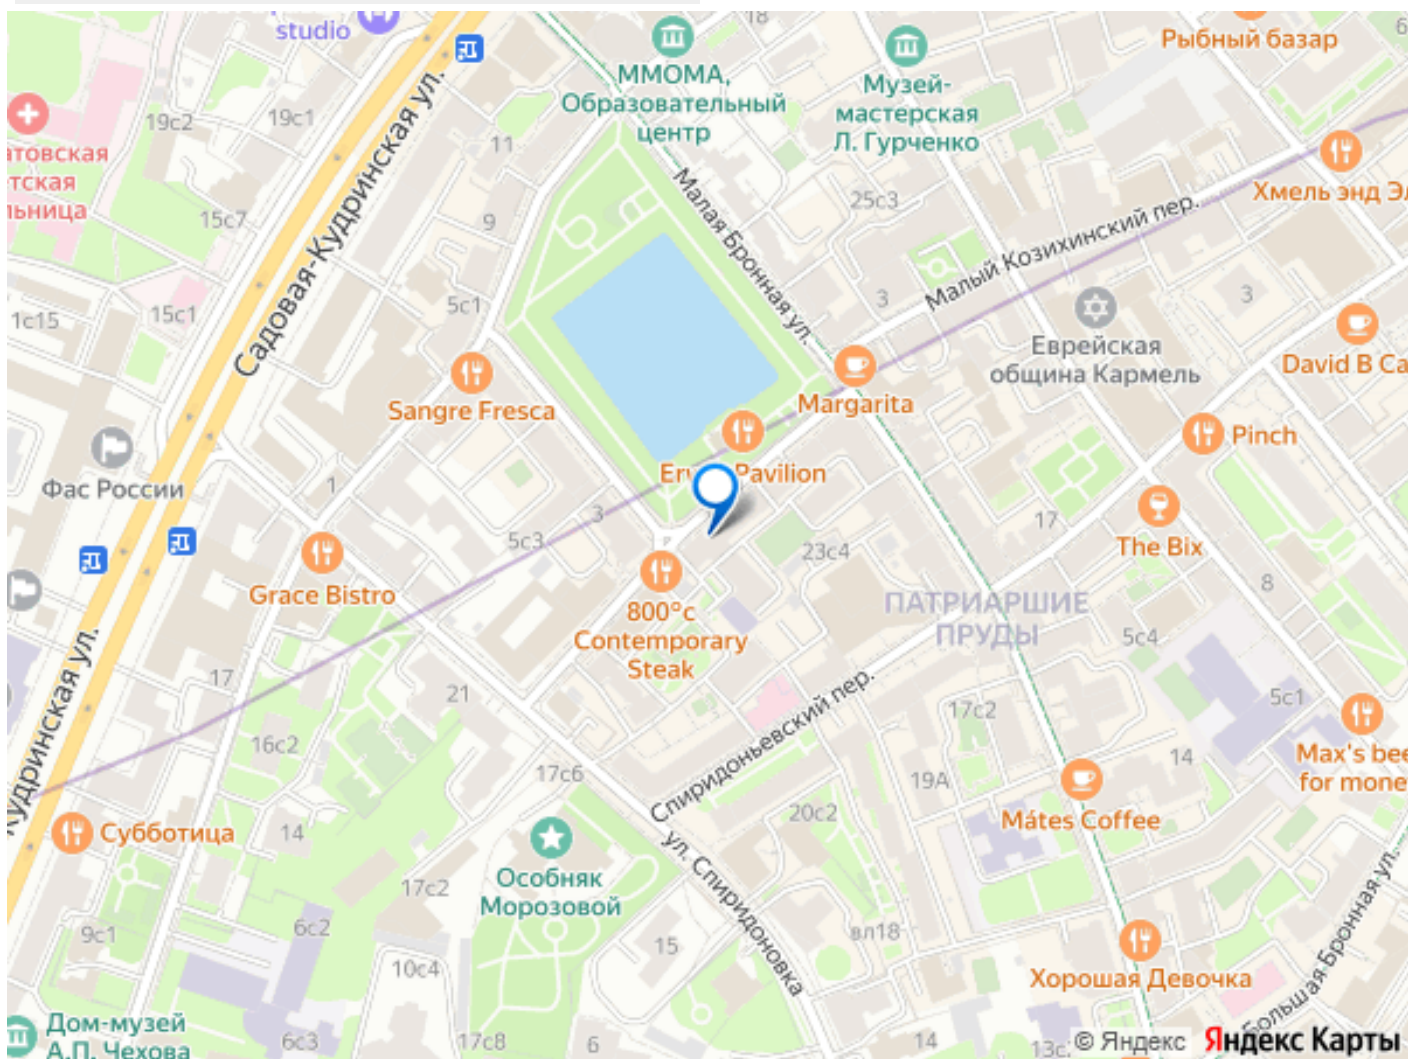 studio
18
Рыбный базар
ММОМА,
Образовательный
центр
Музей-
мастерская
Л. Гурченко
19с2
19с1
11
Садовая-Кудринская ул.
Малая Бронная ул.
25с3
Хмель энд Эл
атовская
тская
льница
15с7
9
Малый Козихинский пер.
1с15
15с1
5с1
3
3
Еврейская
община Кармель
David B Ca
Sangre Fresca
Margarita
Pinch
Фас России
1
3
Pavilion
5с3
23с4
17
The Bix
Grace Bistro
800°с
Contemporary
Steak
ПАТРИАРШИЕ
ПРУДЫ
8
5с4
17
21
Спиридоньевский пер.
17с2
5с1
Кудринская ул.
16с2
17с6
14
Max's bee
for mone
19А
Субботица
14
20с2
Mátes Coffee
Особняк
Морозовой
ул. Спиридоновка
17с2
9с1
6с2
15
вл18
10с4
Хорошая Девочка
Большая Бронная ул.
Дом-музей
А.П. Чехова
6с3
17с8
6
14
13с
© Яндекс Яндекс Карты